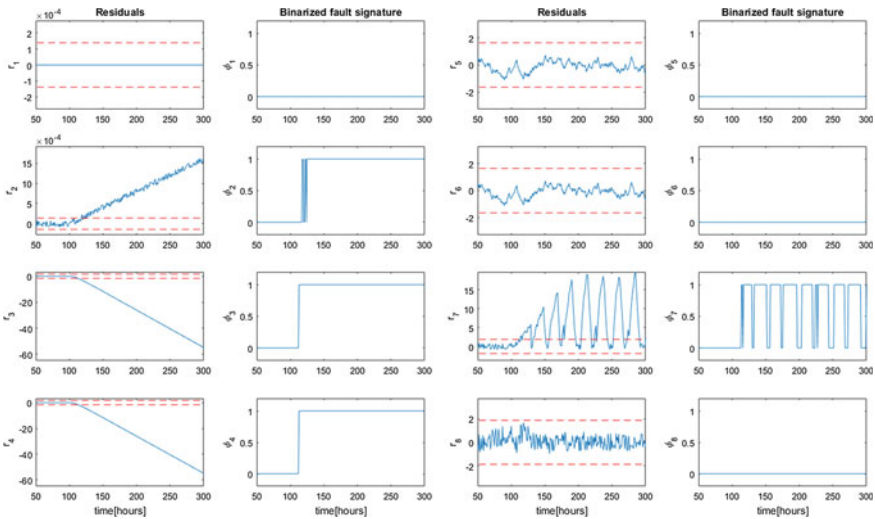 Residuals
Binarized fault signature
Residuals
Binarized fault signature
×10⁻⁴
2 1 0 -1 -2
r₁
50 100 150 200 250 300
1 0.5 0
ϕ₁
50 100 150 200 250 300
2 0 -2
r₅
50 100 150 200 250 300
1 0.5 0
ϕ₅
50 100 150 200 250 300
×10⁻⁴
15 10 5 0
r₂
50 100 150 200 250 300
1 0.5 0
ϕ₂
50 100 150 200 250 300
2 0 -2
r₆
50 100 150 200 250 300
1 0.5 0
ϕ₆
50 100 150 200 250 300
0 -20 -40 -60
r₃
50 100 150 200 250 300
1 0.5 0
ϕ₃
50 100 150 200 250 300
15 10 5 0
r₇
50 100 150 200 250 300
1 0.5 0
ϕ₇
50 100 150 200 250 300
0 -20 -40 -60
r₄
50 100 150 200 250 300
time[hours]
1 0.5 0
ϕ₄
50 100 150 200 250 300
time[hours]
2 0 -2
r₈
50 100 150 200 250 300
time[hours]
1 0.5 0
ϕ₈
50 100 150 200 250 300
time[hours]